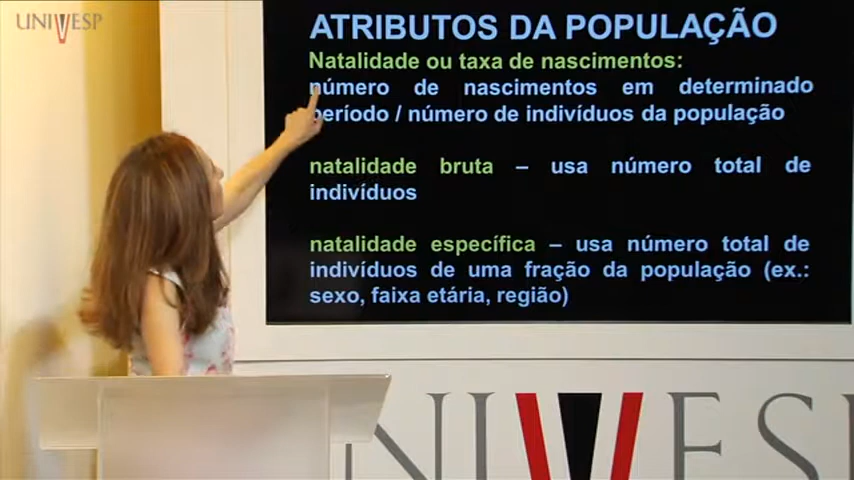 UNIVESP
ATRIBUTOS DA POPULAÇÃO
Natalidade ou taxa de nascimentos:
número de nascimentos em determinado
período / número de indivíduos da população
natalidade bruta – usa número total de
indivíduos
natalidade específica – usa número total de
indivíduos de uma fração da população (ex.:
sexo, faixa etária, região)
UNIVESP